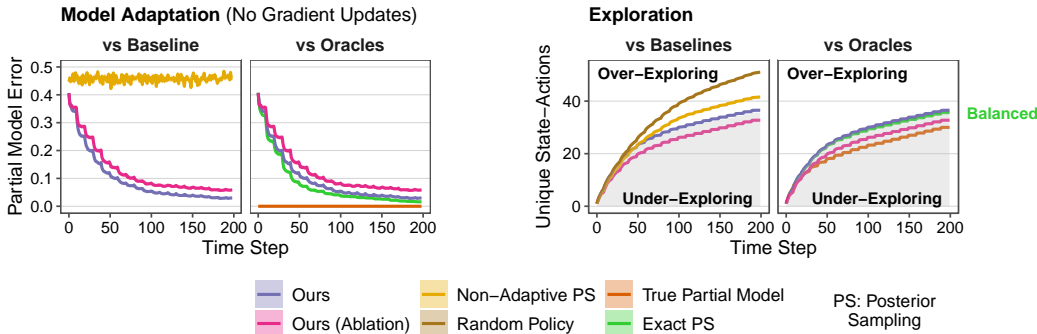 Model Adaptation (No Gradient Updates)
Exploration
vs Baseline
vs Oracles
vs Baselines
vs Oracles
Partial Model Error
0.5
0.4
0.3
0.2
0.1
0.0
0 50 100 150 200
0 50 100 150 200
Time Step
Unique State−Actions
40
20
0
Over−Exploring
Under−Exploring
Over−Exploring
Under−Exploring
Balanced
0 50 100 150 200
0 50 100 150 200
Time Step
Ours
Non−Adaptive PS
True Partial Model
Ours (Ablation)
Random Policy
Exact PS
PS: Posterior
Sampling